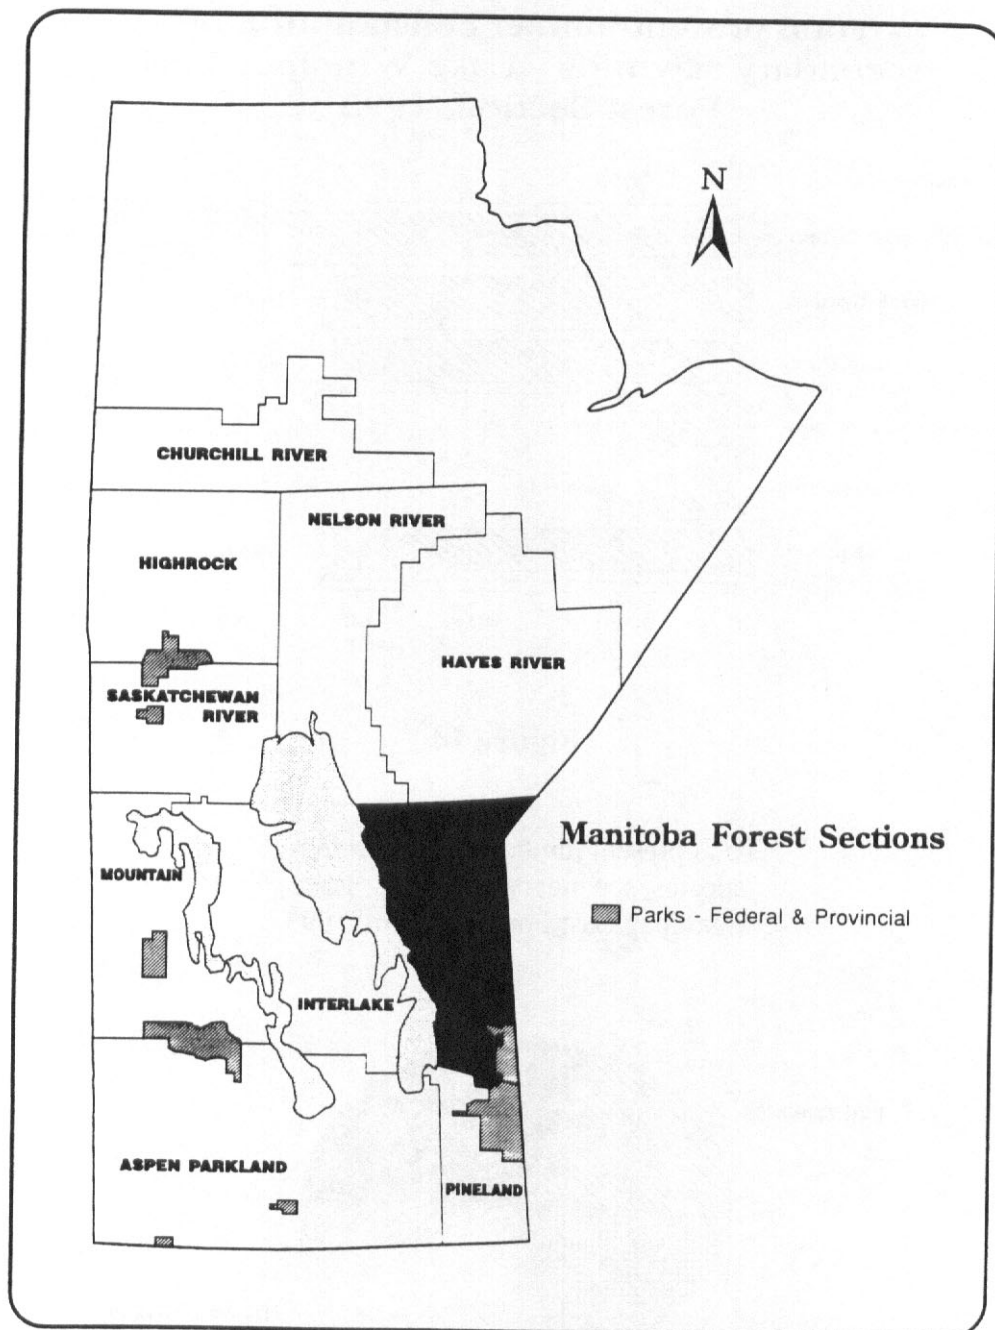 N
CHURCHILL RIVER
NELSON RIVER
HIGHROCK
HAYES RIVER
SASKATCHEWAN
RIVER
Manitoba Forest Sections
Parks - Federal & Provincial
MOUNTAIN
INTERLAKE
ASPEN PARKLAND
PINELAND